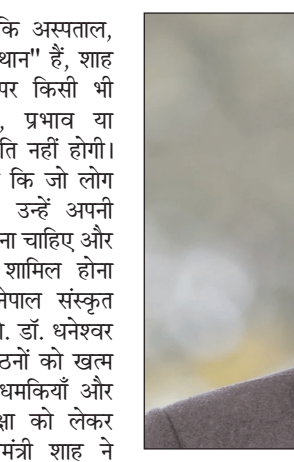 कि अस्पताल,
थान" हैं, शाह
पर किसी भी
, प्रभाव या
ति नहीं होगी।
कि जो लोग
उन्हें अपनी
ना चाहिए और
शामिल होना
नेपाल संस्कृत
डॉ. धनेश्वर
ठनों को खत्म
धमकियाँ और
क्षा को लेकर
मंत्री शाह ने